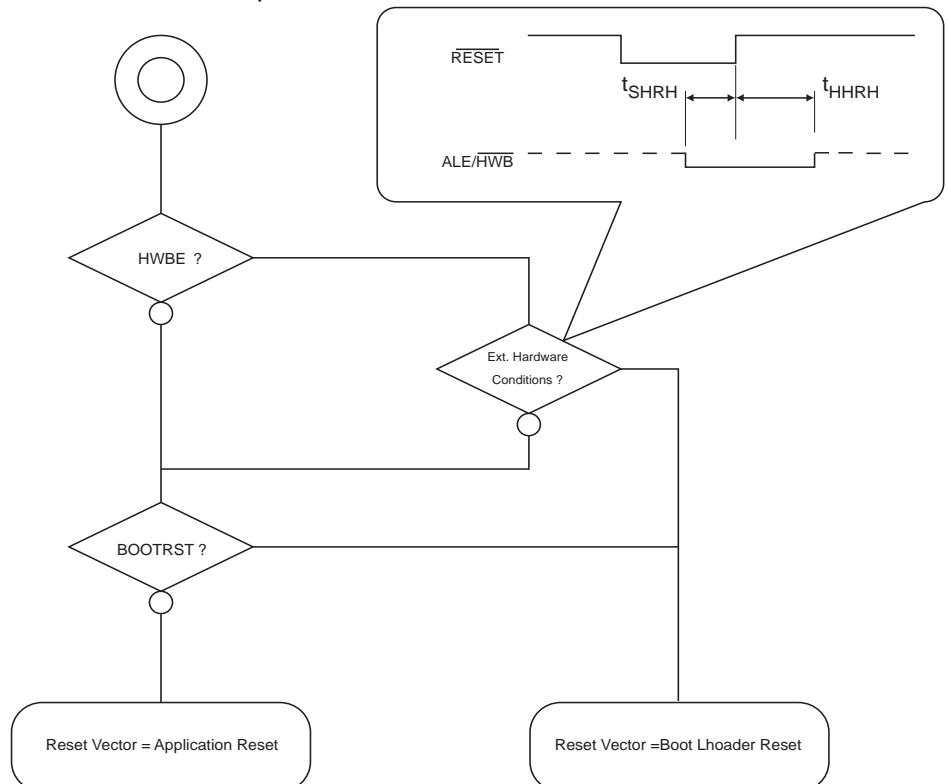 RESET
tSHRH
tHHRH
ALE/HWB
HWBE ?
Ext. Hardware
Conditions ?
BOOTRST ?
Reset Vector = Application Reset
Reset Vector =Boot Lhoader Reset